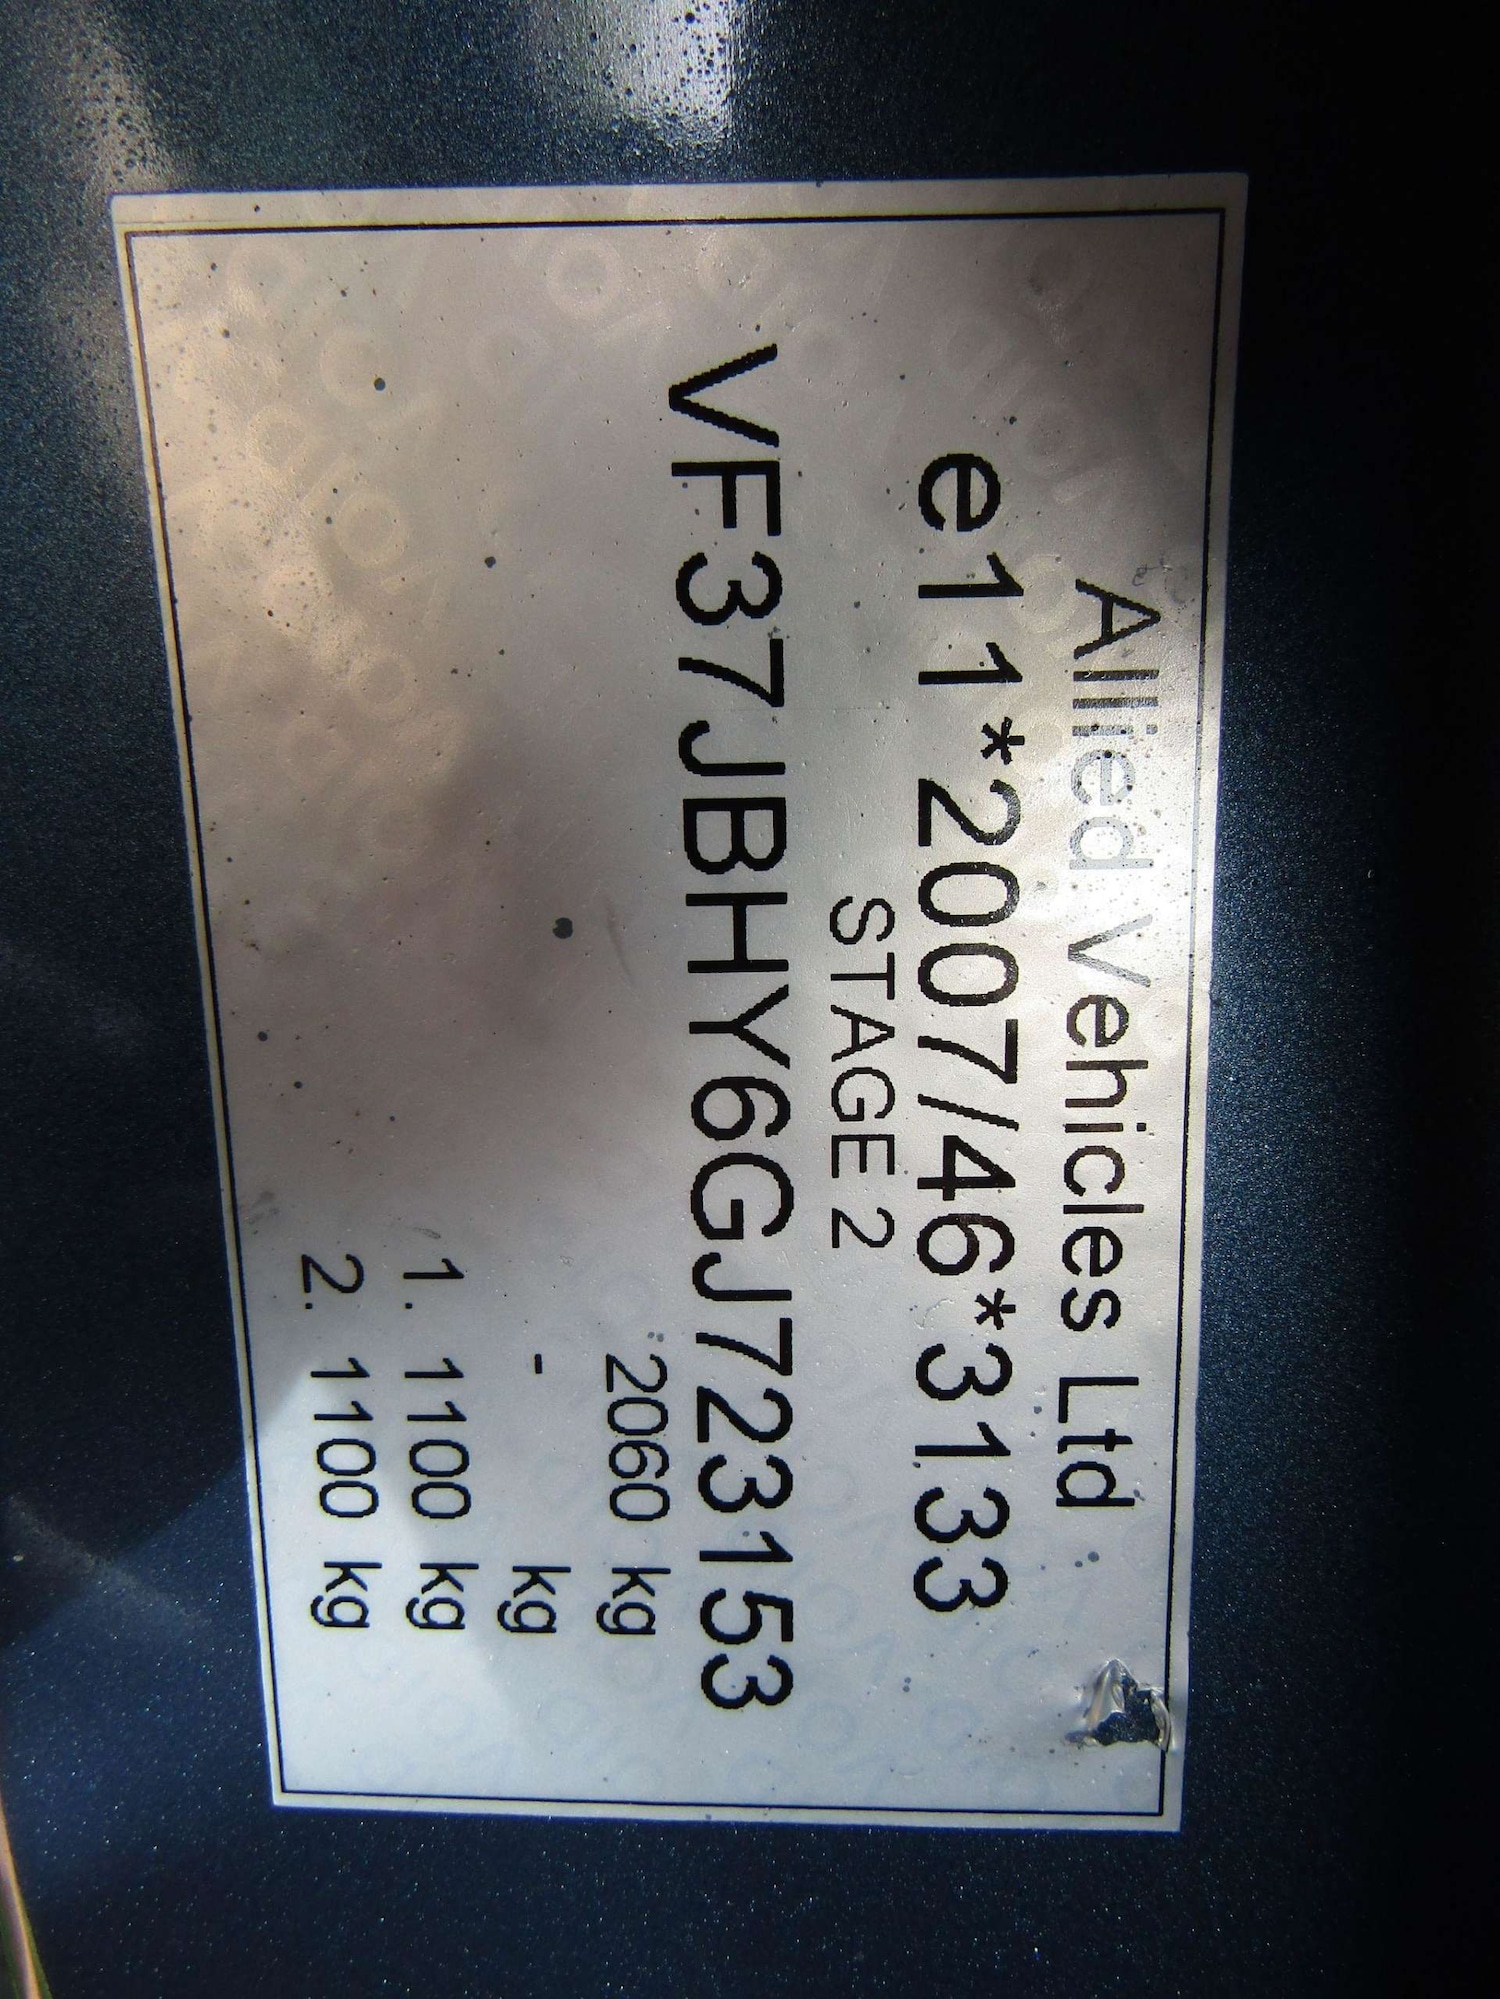 Allied Vehicles Ltd
e11*2007/46*3133
STAGE 2
VF37JBHY6GJ723153
2060 kg
- kg
1. 1100 kg
2. 1100 kg